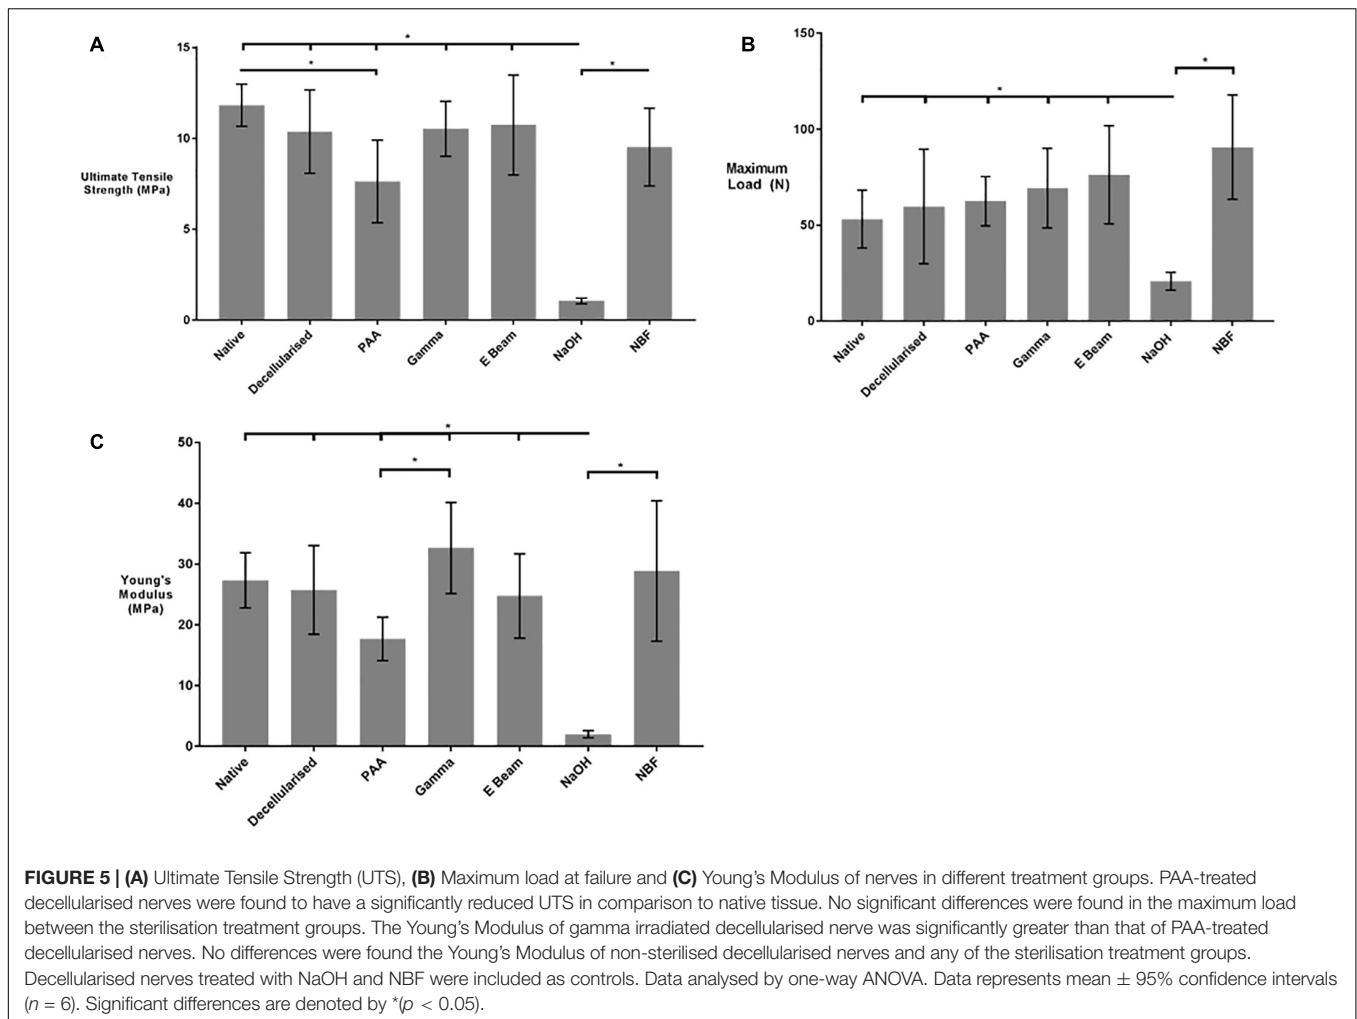 A
*
*
*
15
10
5
0
Ultimate Tensile
Strength (MPa)
Native
Decellularised
PAA
Gamma
E Beam
NaOH
NBF
B
*
*
150
100
50
0
Maximum
Load (N)
Native
Decellularised
PAA
Gamma
E Beam
NaOH
NBF
C
*
*
*
50
40
30
20
10
0
Young's
Modulus
(MPa)
Native
Decellularised
PAA
Gamma
E Beam
NaOH
NBF
FIGURE 5 | (A) Ultimate Tensile Strength (UTS), (B) Maximum load at failure and (C) Young's Modulus of nerves in different treatment groups. PAA-treated
decellularised nerves were found to have a significantly reduced UTS in comparison to native tissue. No significant differences were found in the maximum load
between the sterilisation treatment groups. The Young's Modulus of gamma irradiated decellularised nerve was significantly greater than that of PAA-treated
decellularised nerves. No differences were found the Young's Modulus of non-sterilised decellularised nerves and any of the sterilisation treatment groups.
Decellularised nerves treated with NaOH and NBF were included as controls. Data analysed by one-way ANOVA. Data represents mean ± 95% confidence intervals
(n = 6). Significant differences are denoted by *(p < 0.05).